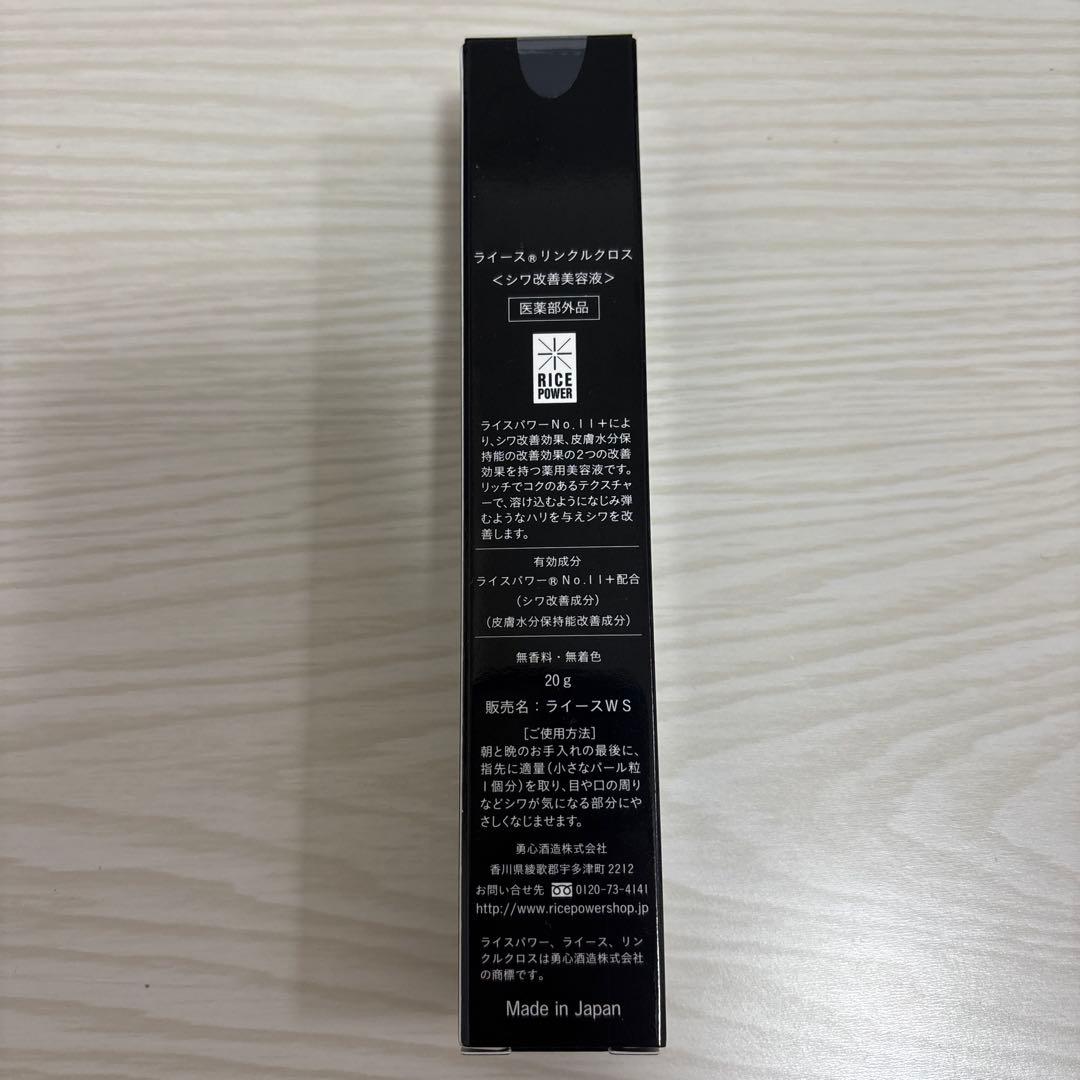 ライース®リンクルクロス
＜シワ改善美容液＞
医薬部外品
RICE
POWER
ライスパワーNo.11+によ
り、シワ改善効果、皮膚水分保
持能の改善効果の2つの改善
効果を持つ薬用美容液です。
リッチでコクのあるテクスチャ
ーで、溶け込むようになじみ弾
むようなハリを与えシワを改
善します。
有効成分
ライスパワー®No.11+配合
（シワ改善成分）
（皮膚水分保持能改善成分）
無香料・無着色
20g
販売名：ライースWS
［ご使用方法］
朝と晩のお手入れの最後に、
指先に適量（小さなパール粒
1個分）を取り、目や口の周り
などシワが気になる部分にや
さしくなじませます。
勇心酒造株式会社
香川県綾歌郡宇多津町2212
お問い合せ先 0120-73-4141
http://www.ricepowershop.jp
ライスパワー、ライース、リン
クルクロスは勇心酒造株式会社
の商標です。
Made in Japan